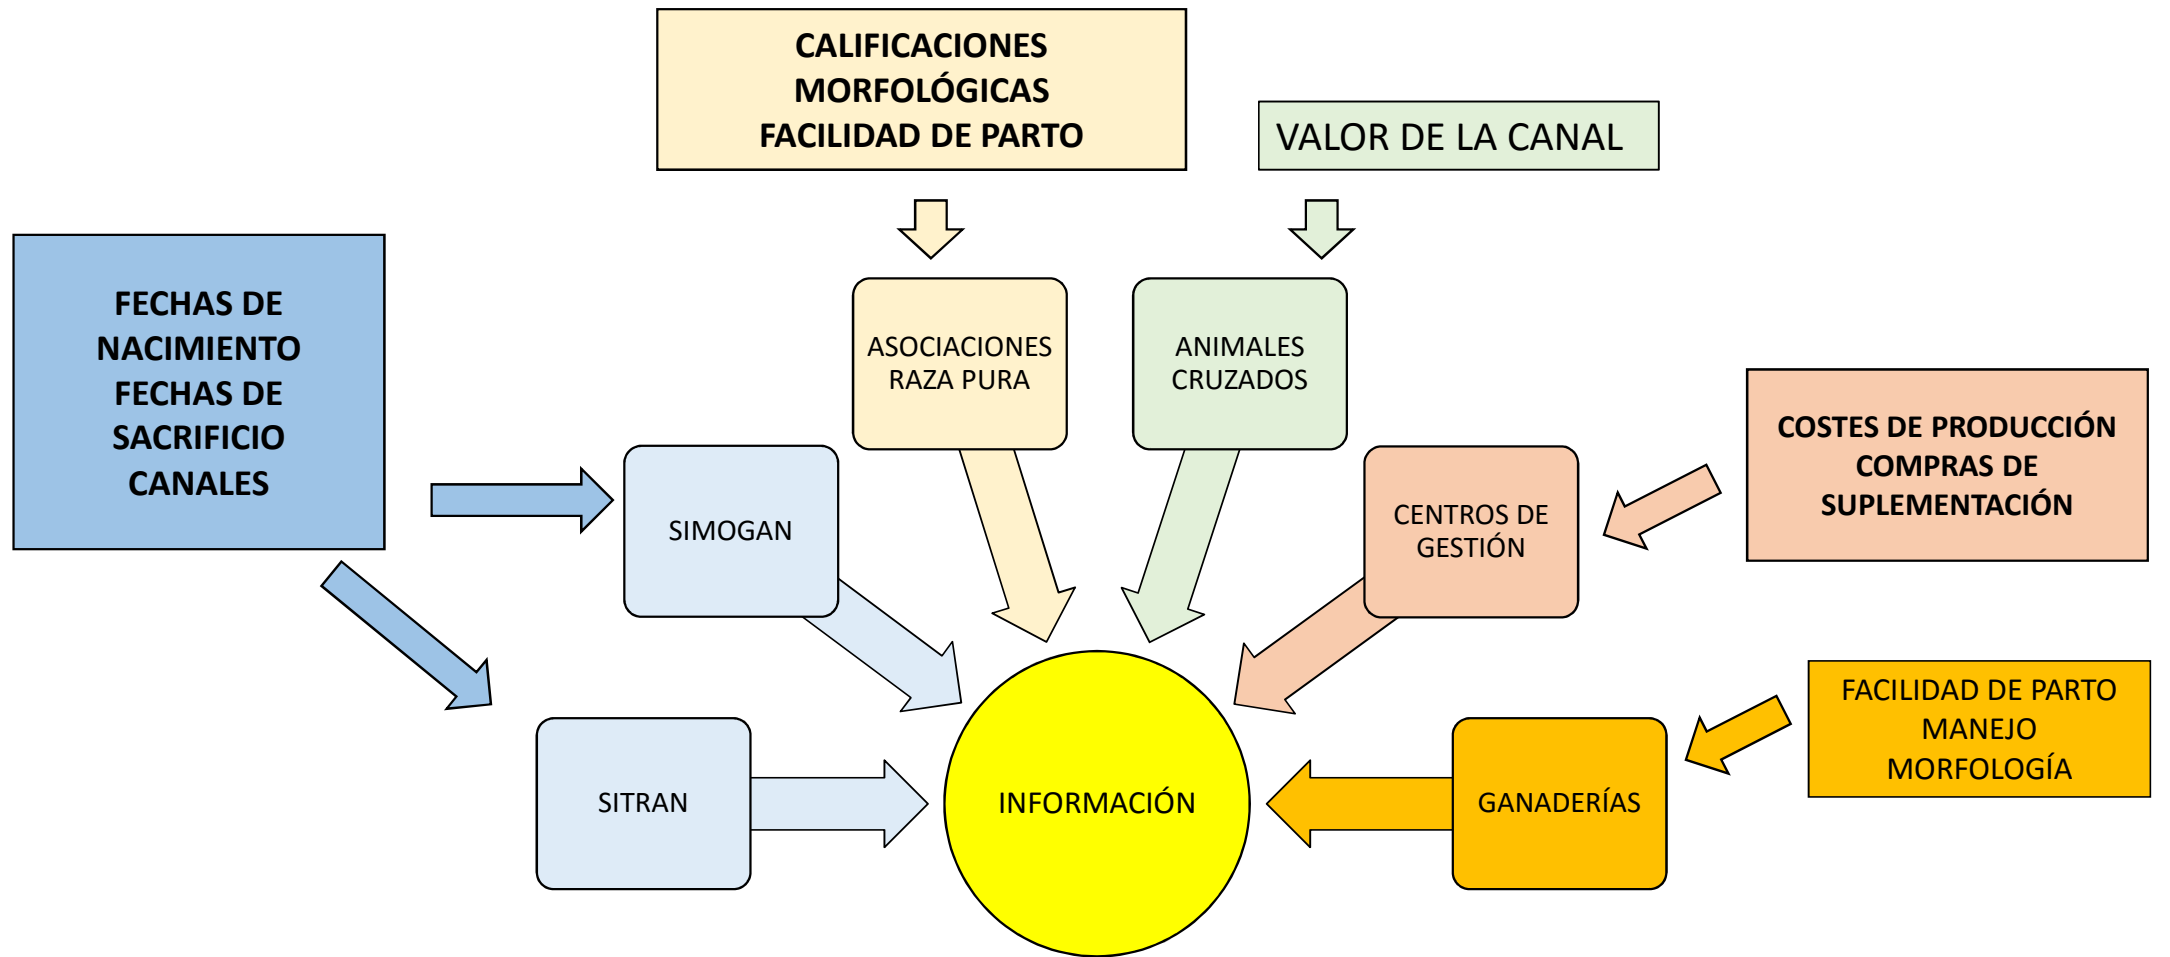 CALIFICACIONES
MORFOLÓGICAS
FACILIDAD DE PARTO
VALOR DE LA CANAL
FECHAS DE
NACIMIENTO
FECHAS DE
SACRIFICIO
CANALES
ASOCIACIONES
RAZA PURA
ANIMALES
CRUZADOS
COSTES DE PRODUCCIÓN
COMPRAS DE
SUPLEMENTACIÓN
SIMOGAN
CENTROS DE
GESTIÓN
FACILIDAD DE PARTO
MANEJO
MORFOLOGÍA
SITRAN
INFORMACIÓN
GANADERÍAS